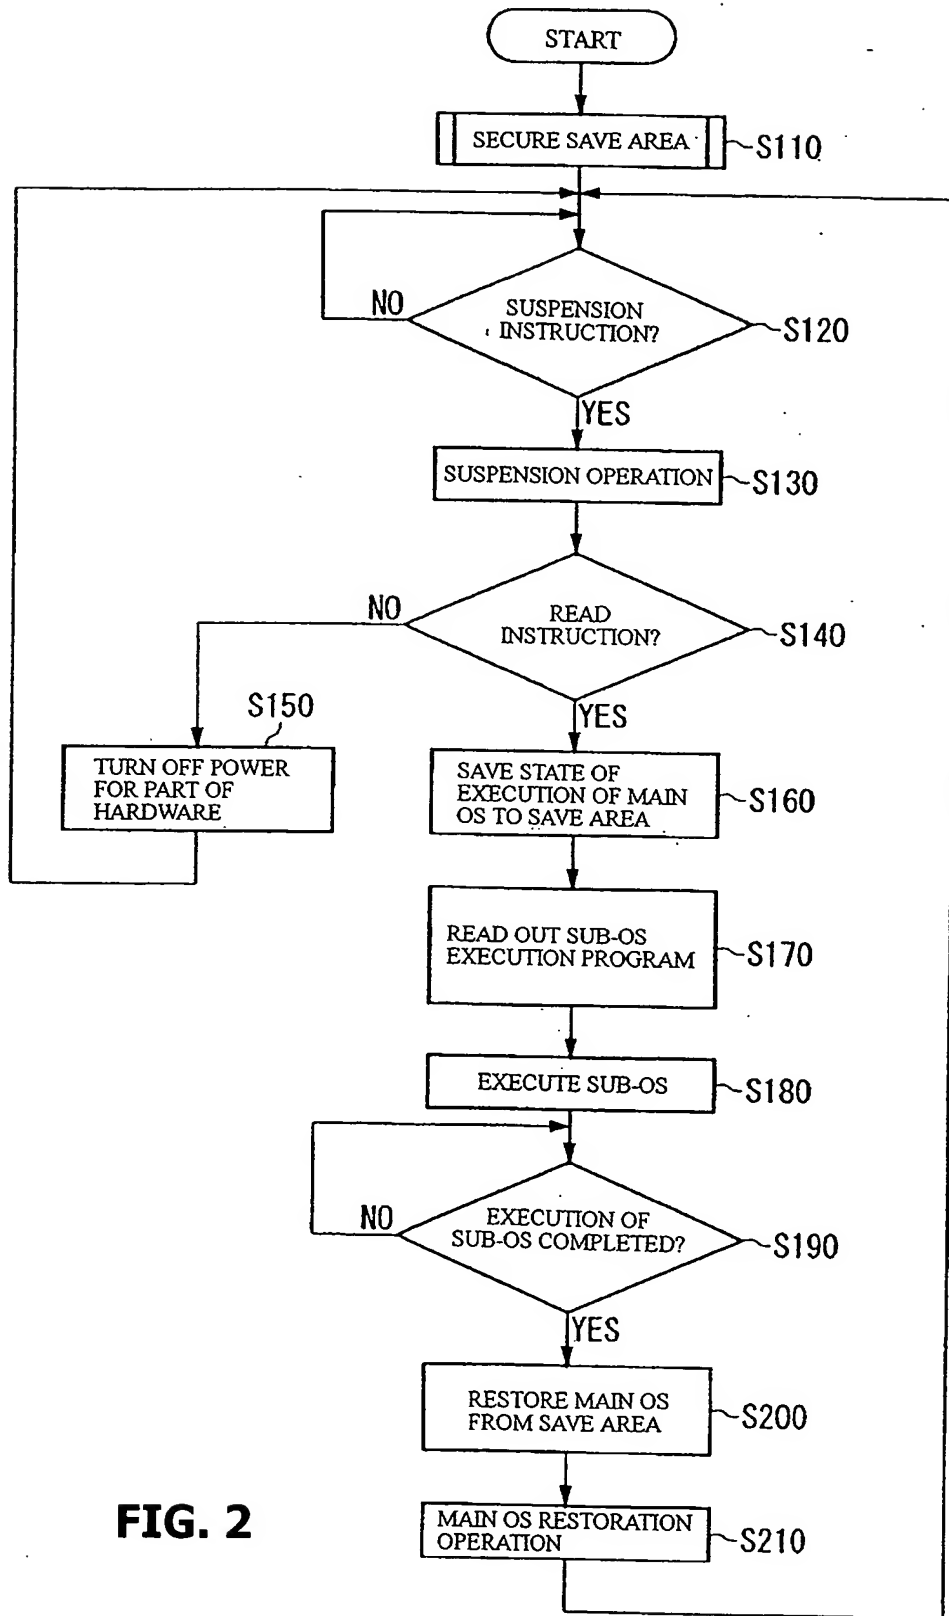 START
SECURE SAVE AREA
S110
NO
SUSPENSION
INSTRUCTION?
S120
YES
SUSPENSION OPERATION
S130
NO
READ
INSTRUCTION?
S140
YES
S150
TURN OFF POWER
FOR PART OF
HARDWARE
SAVE STATE OF
EXECUTION OF MAIN
OS TO SAVE AREA
S160
READ OUT SUB-OS
EXECUTION PROGRAM
S170
EXECUTE SUB-OS
S180
NO
EXECUTION OF
SUB-OS COMPLETED?
S190
YES
RESTORE MAIN OS
FROM SAVE AREA
S200
MAIN OS RESTORATION
OPERATION
S210
FIG. 2